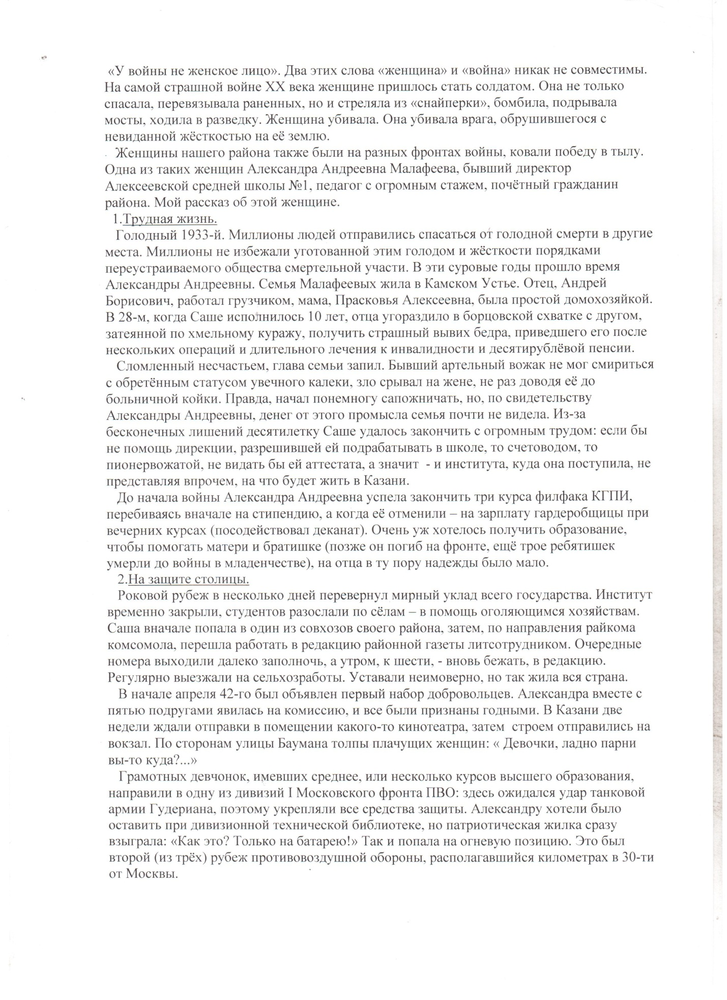 «У войны не женское лицо». Два этих слова «женщина» и «война» никак не совместимы.
На самой страшной войне XX века женщине пришлось стать солдатом. Она не только
спасала, перевязывала раненных, но и стреляла из «снайперки», бомбила, подрывала
мосты, ходила в разведку. Женщина убивала. Она убивала врага, обрушившегося с
невиданной жёсткостью на её землю.
Женщины нашего района также были на разных фронтах войны, ковали победу в тылу.
Одна из таких женщин Александра Андреевна Малафеева, бывший директор
Алексеевской средней школы №1, педагог с огромным стажем, почётный гражданин
района. Мой рассказ об этой женщине.
1.Трудная жизнь.
Голодный 1933-й. Миллионы людей отправились спасаться от голодной смерти в другие
места. Миллионы не избежали уготованной этим голодом и жёсткости порядками
переустраиваемого общества смертельной участи. В эти суровые годы прошло время
Александры Андреевны. Семья Малафеевых жила в Камском Устье. Отец, Андрей
Борисович, работал грузчиком, мама, Прасковья Алексеевна, была простой домохозяйкой.
В 28-м, когда Саше исполнилось 10 лет, отца угораздило в борцовской схватке с другом,
затеянной по хмельному куражу, получить страшный вывих бедра, приведшего его после
нескольких операций и длительного лечения к инвалидности и десятирублёвой пенсии.
Сломленный несчастьем, глава семьи запил. Бывший артельный вожак не мог смириться
с обретённым статусом увечного калеки, зло срывал на жене, не раз доводя её до
больничной койки. Правда, начал понемногу сапожничать, но, по свидетельству
Александры Андреевны, денег от этого промысла семья почти не видела. Из-за
бесконечных лишений десятилетку Саше удалось закончить с огромным трудом: если бы
не помощь дирекции, разрешившей ей подрабатывать в школе, то счетоводом, то
пионервожатой, не видать бы ей аттестата, а значит  - и института, куда она поступила, не
представляя впрочем, на что будет жить в Казани.
До начала войны Александра Андреевна успела закончить три курса филфака КГПИ,
перебиваясь вначале на стипендию, а когда её отменили – на зарплату гардеробщицы при
вечерних курсах (посодействовал деканат). Очень уж хотелось получить образование,
чтобы помогать матери и братишке (позже он погиб на фронте, ещё трое ребятишек
умерли до войны в младенчестве), на отца в ту пору надежды было мало.
2.На защите столицы.
Роковой рубеж в несколько дней перевернул мирный уклад всего государства. Институт
временно закрыли, студентов разослали по сёлам – в помощь оголяющимся хозяйствам.
Саша вначале попала в один из совхозов своего района, затем, по направления райкома
комсомола, перешла работать в редакцию районной газеты литсотрудником. Очередные
номера выходили далеко заполночь, а утром, к шести, - вновь бежать, в редакцию.
Регулярно выезжали на сельхозработы. Уставали неимоверно, но так жила вся страна.
В начале апреля 42-го был объявлен первый набор добровольцев. Александра вместе с
пятью подругами явилась на комиссию, и все были признаны годными. В Казани две
недели ждали отправки в помещении какого-то кинотеатра, затем  строем отправились на
вокзал. По сторонам улицы Баумана толпы плачущих женщин: « Девочки, ладно парни
вы-то куда?...»
Грамотных девчонок, имевших среднее, или несколько курсов высшего образования,
направили в одну из дивизий I Московского фронта ПВО: здесь ожидался удар танковой
армии Гудериана, поэтому укрепляли все средства защиты. Александру хотели было
оставить при дивизионной технической библиотеке, но патриотическая жилка сразу
взыграла: «Как это? Только на батарею!» Так и попала на огневую позицию. Это был
второй (из трёх) рубеж противовоздушной обороны, располагавшийся километрах в 30-ти
от Москвы.